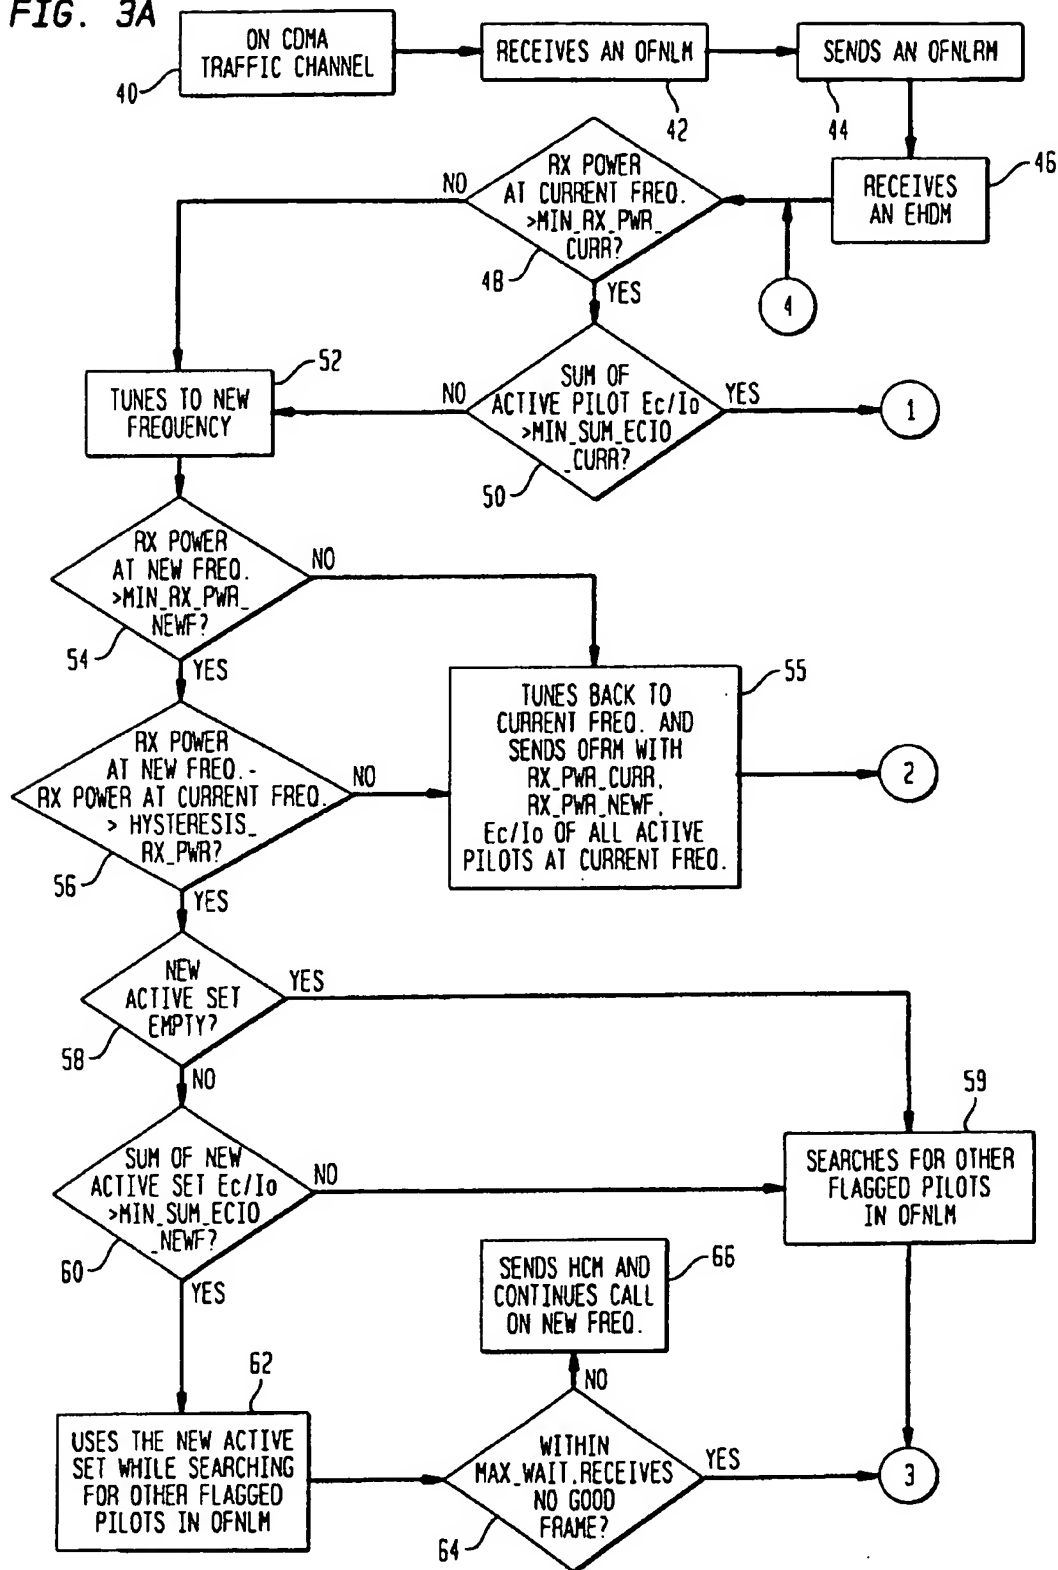 FIG. 3A
ON CDMA
TRAFFIC CHANNEL
40
RECEIVES AN OFNLM
42
SENDS AN OFNLRM
44
RECEIVES
AN EHDM
46
RX POWER
AT CURRENT FREQ.
>MIN_RX_PWR_
CURR?
48
NO
YES
4
SUM OF
ACTIVE PILOT Ec/Io
>MIN_SUM_ECIO
_CURR?
50
NO
YES
1
TUNES TO NEW
FREQUENCY
52
RX POWER
AT NEW FREQ.
>MIN_RX_PWR_
NEWF?
54
NO
YES
TUNES BACK TO
CURRENT FREQ. AND
SENDS OFRM WITH
RX_PWR_CURR,
RX_PWR_NEWF,
Ec/Io OF ALL ACTIVE
PILOTS AT CURRENT FREQ.
55
2
RX POWER
AT NEW FREQ.-
RX POWER AT CURRENT FREQ.
> HYSTERESIS_
RX_PWR?
56
NO
YES
NEW
ACTIVE SET
EMPTY?
58
YES
NO
SEARCHES FOR OTHER
FLAGGED PILOTS
IN OFNLM
59
SUM OF NEW
ACTIVE SET Ec/Io
>MIN_SUM_ECIO
_NEWF?
60
NO
YES
SENDS HCM AND
CONTINUES CALL
ON NEW FREQ.
66
USES THE NEW ACTIVE
SET WHILE SEARCHING
FOR OTHER FLAGGED
PILOTS IN OFNLM
62
WITHIN
MAX_WAIT,RECEIVES
NO GOOD
FRAME?
64
NO
YES
3